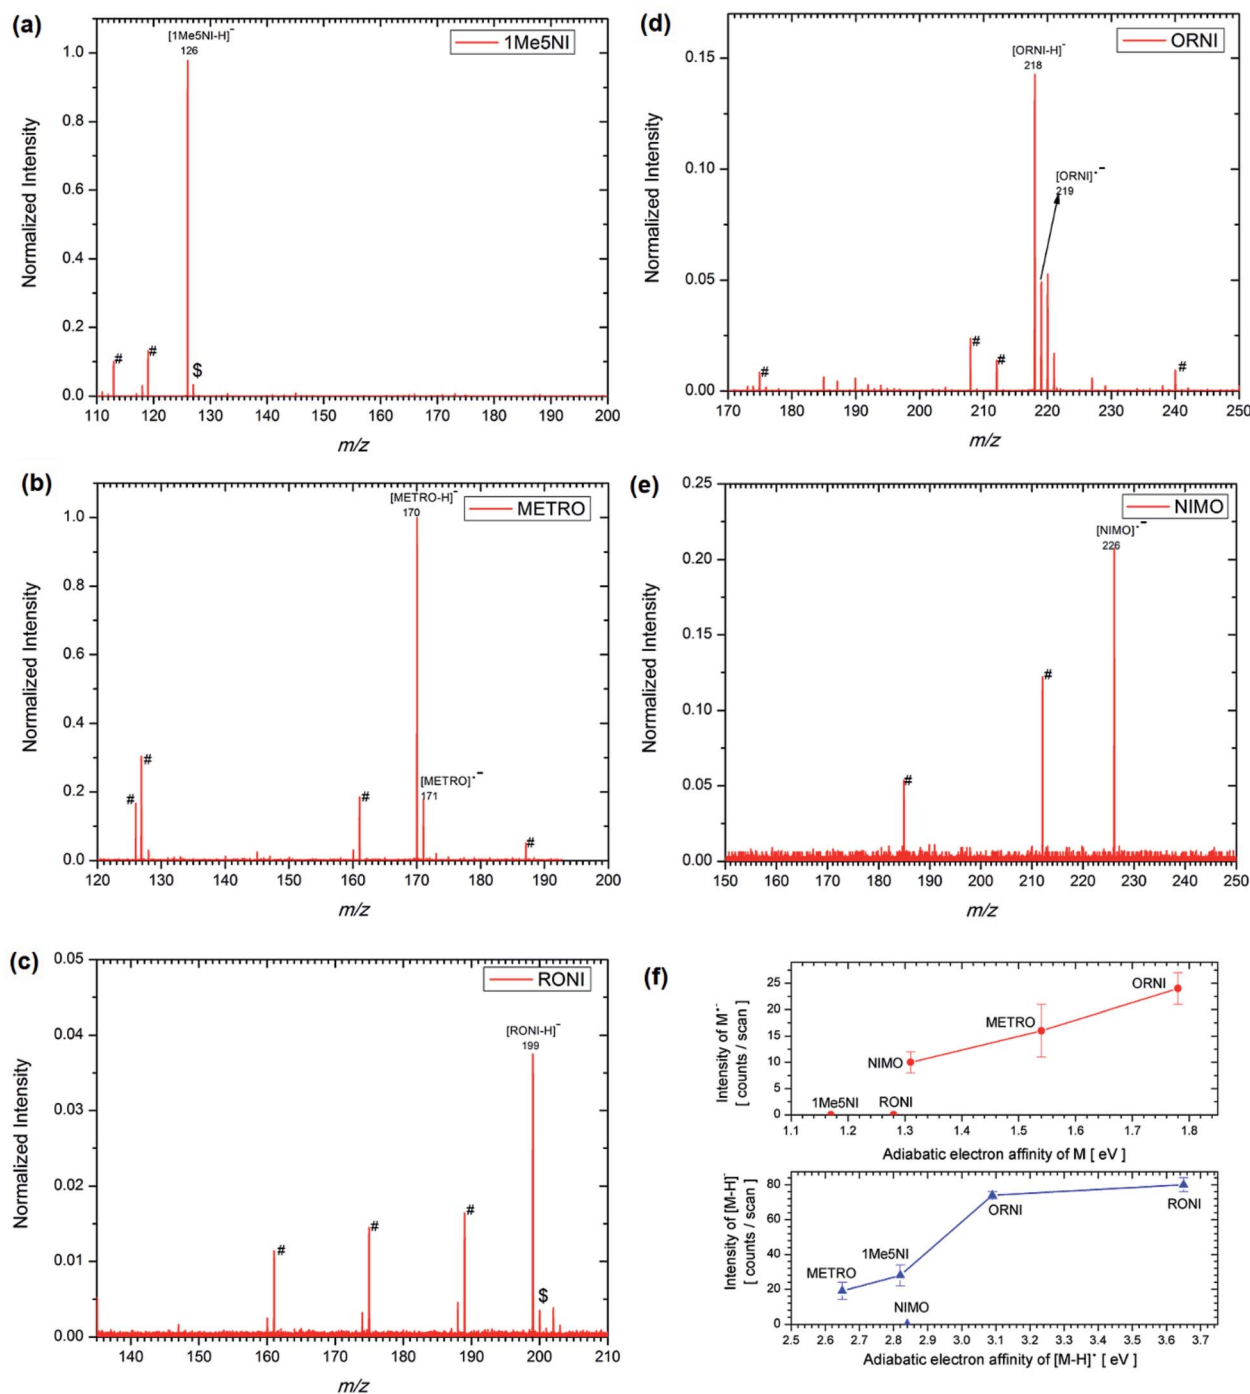 (a)
[1Me5NI-H]⁻
126
1Me5NI
1.0
0.8
0.6
0.4
0.2
0.0
Normalized Intensity
#
#
$
110 120 130 140 150 160 170 180 190 200
m/z
(b)
[METRO-H]⁻
170
METRO
1.0
0.8
0.6
0.4
0.2
0.0
Normalized Intensity
[METRO]•⁻
171
#
#
#
#
120 130 140 150 160 170 180 190 200
m/z
(c)
RONI
0.05
0.04
0.03
0.02
0.01
0.00
Normalized Intensity
[RONI-H]⁻
199
#
#
#
$
140 150 160 170 180 190 200 210
m/z
(d)
[ORNI-H]⁻
218
ORNI
0.15
0.10
0.05
0.00
Normalized Intensity
[ORNI]•⁻
219
#
#
#
#
170 180 190 200 210 220 230 240 250
m/z
(e)
NIMO
0.25
0.20
0.15
0.10
0.05
0.00
Normalized Intensity
[NIMO]•⁻
226
#
#
150 160 170 180 190 200 210 220 230 240 250
m/z
(f)
Intensity of M•⁻
[ counts / scan ]
25
20
15
10
5
0
ORNI
METRO
NIMO
1Me5NI
RONI
1.1 1.2 1.3 1.4 1.5 1.6 1.7 1.8
Adiabatic electron affinity of M [ eV ]
Intensity of [M-H]⁻
[ counts / scan ]
80
60
40
20
0
ORNI
RONI
1Me5NI
METRO
NIMO
2.5 2.6 2.7 2.8 2.9 3.0 3.1 3.2 3.3 3.4 3.5 3.6 3.7
Adiabatic electron affinity of [M-H]• [ eV ]